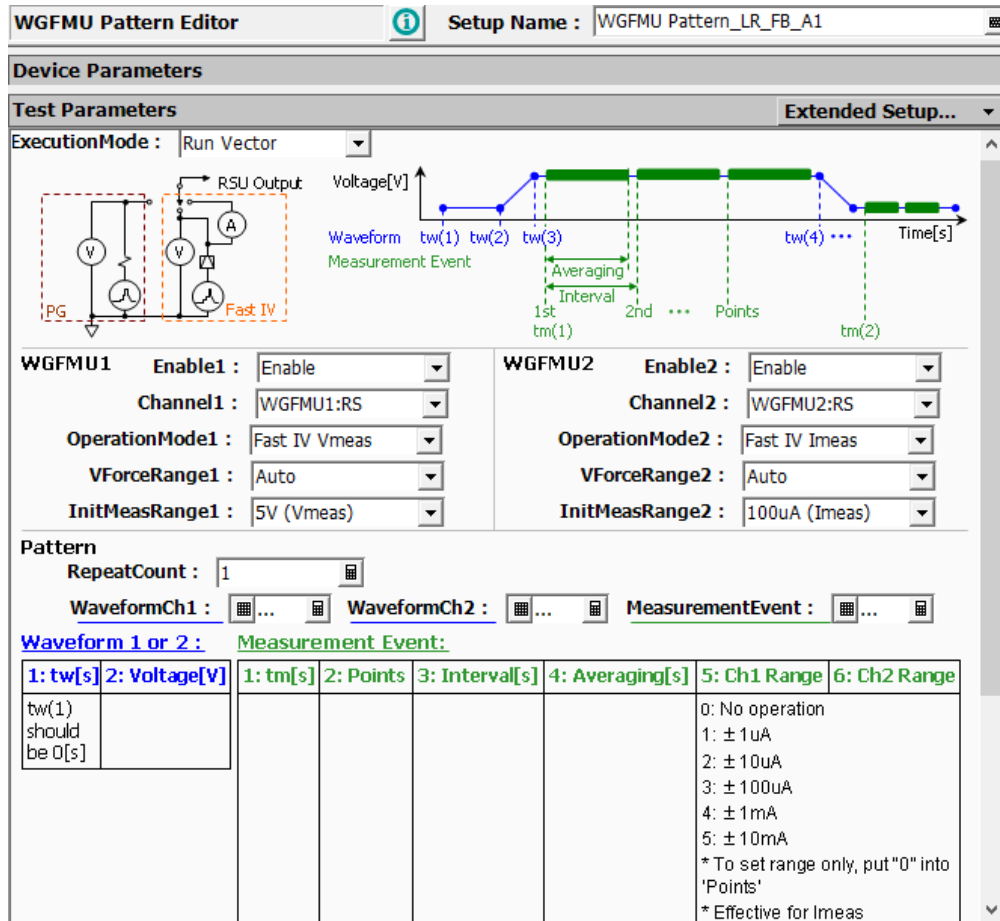 WGFMU Pattern Editor
Setup Name : WGFMU Pattern_LR_FB_A1
Device Parameters
Test Parameters
Extended Setup...
ExecutionMode : Run Vector
RSU Output
V
A
V
PG
Fast IV
Voltage[V]
Waveform tw(1) tw(2) tw(3) tw(4) ••• Time[s]
Measurement Event
Averaging
Interval
1st 2nd ••• Points
tm(1) tm(2)
WGFMU1 Enable1 : Enable
Channel1 : WGFMU1:RS
OperationMode1 : Fast IV Vmeas
VForceRange1 : Auto
InitMeasRange1 : 5V (Vmeas)
WGFMU2 Enable2 : Enable
Channel2 : WGFMU2:RS
OperationMode2 : Fast IV Imeas
VForceRange2 : Auto
InitMeasRange2 : 100uA (Imeas)
Pattern
RepeatCount : 1
WaveformCh1 : ... WaveformCh2 : ... MeasurementEvent : ...
Waveform 1 or 2 : Measurement Event:
1: tw[s] 2: Voltage[V] 1: tm[s] 2: Points 3: Interval[s] 4: Averaging[s] 5: Ch1 Range 6: Ch2 Range
tw(1)
should
be 0[s]
0: No operation
1: ±1uA
2: ±10uA
3: ±100uA
4: ±1mA
5: ±10mA
* To set range only, put "0" into
'Points'
* Effective for Imeas